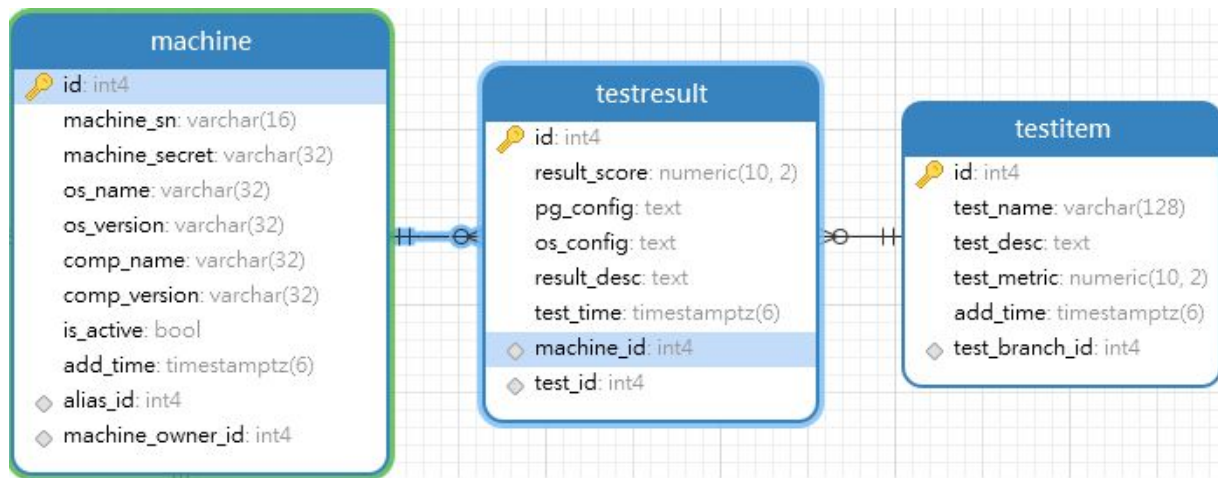 machine
id: int4
machine_sn: varchar(16)
machine_secret: varchar(32)
os_name: varchar(32)
os_version: varchar(32)
comp_name: varchar(32)
comp_version: varchar(32)
is_active: bool
add_time: timestamptz(6)
alias_id: int4
machine_owner_id: int4
testresult
id: int4
result_score: numeric(10, 2)
pg_config: text
os_config: text
result_desc: text
test_time: timestamptz(6)
machine_id: int4
test_id: int4
testitem
id: int4
test_name: varchar(128)
test_desc: text
test_metric: numeric(10, 2)
add_time: timestamptz(6)
test_branch_id: int4